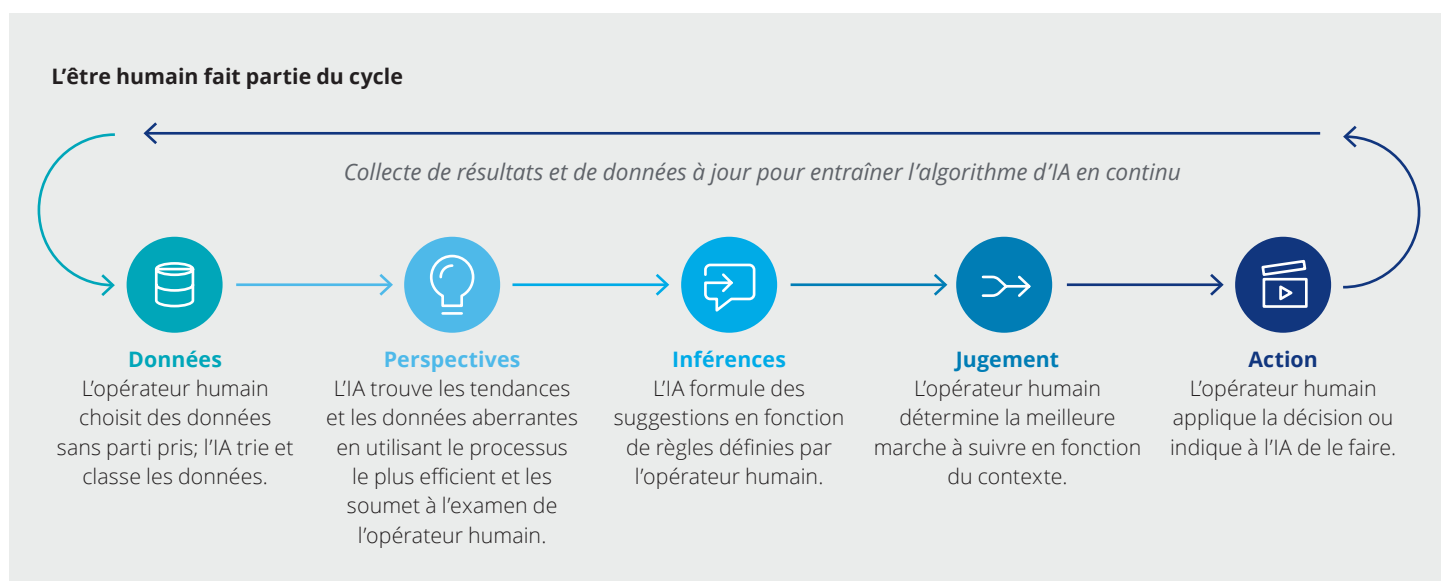 L’être humain fait partie du cycle
Collecte de résultats et de données à jour pour entraîner l’algorithme d’IA en continu
Données
L’opérateur humain
choisit des données
sans parti pris; l’IA trie et
classe les données.
Perspectives
L’IA trouve les tendances
et les données aberrantes
en utilisant le processus
le plus efficient et les
soumet à l’examen de
l’opérateur humain.
Inférences
L’IA formule des
suggestions en fonction
de règles définies par
l’opérateur humain.
Jugement
L’opérateur humain
détermine la meilleure
marche à suivre en fonction
du contexte.
Action
L’opérateur humain
applique la décision ou
indique à l’IA de le faire.